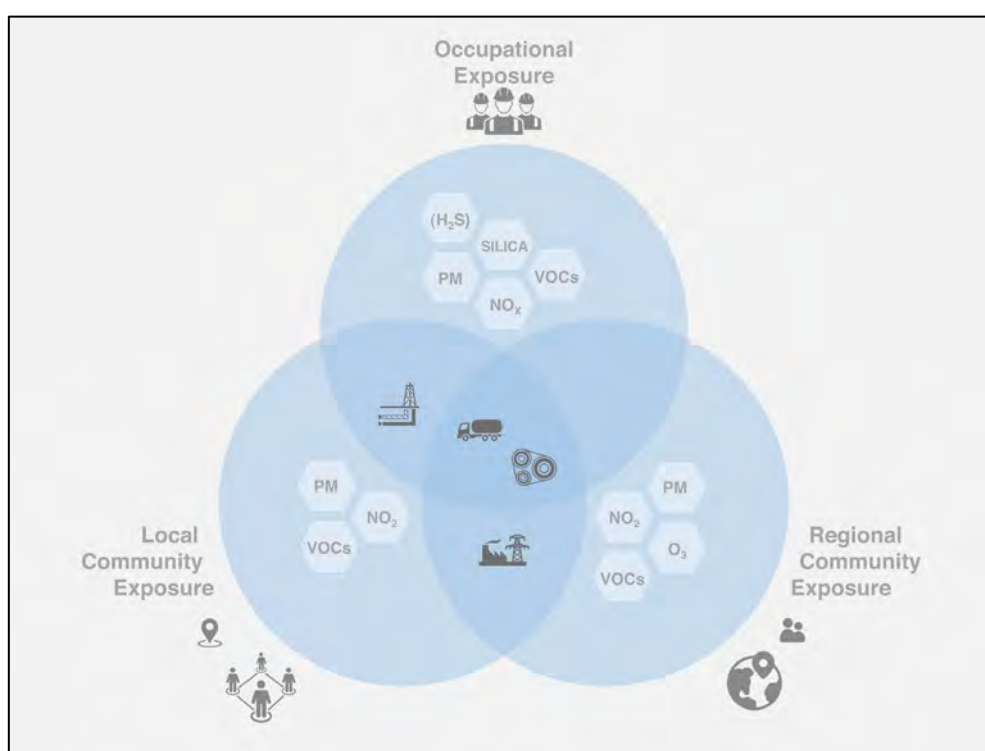 Occupational
Exposure
(H₂S)
SILICA
PM
VOCs
NOₓ
PM
NO₂
VOCs
PM
NO₂
O₃
VOCs
Local
Community
Exposure
Regional
Community
Exposure